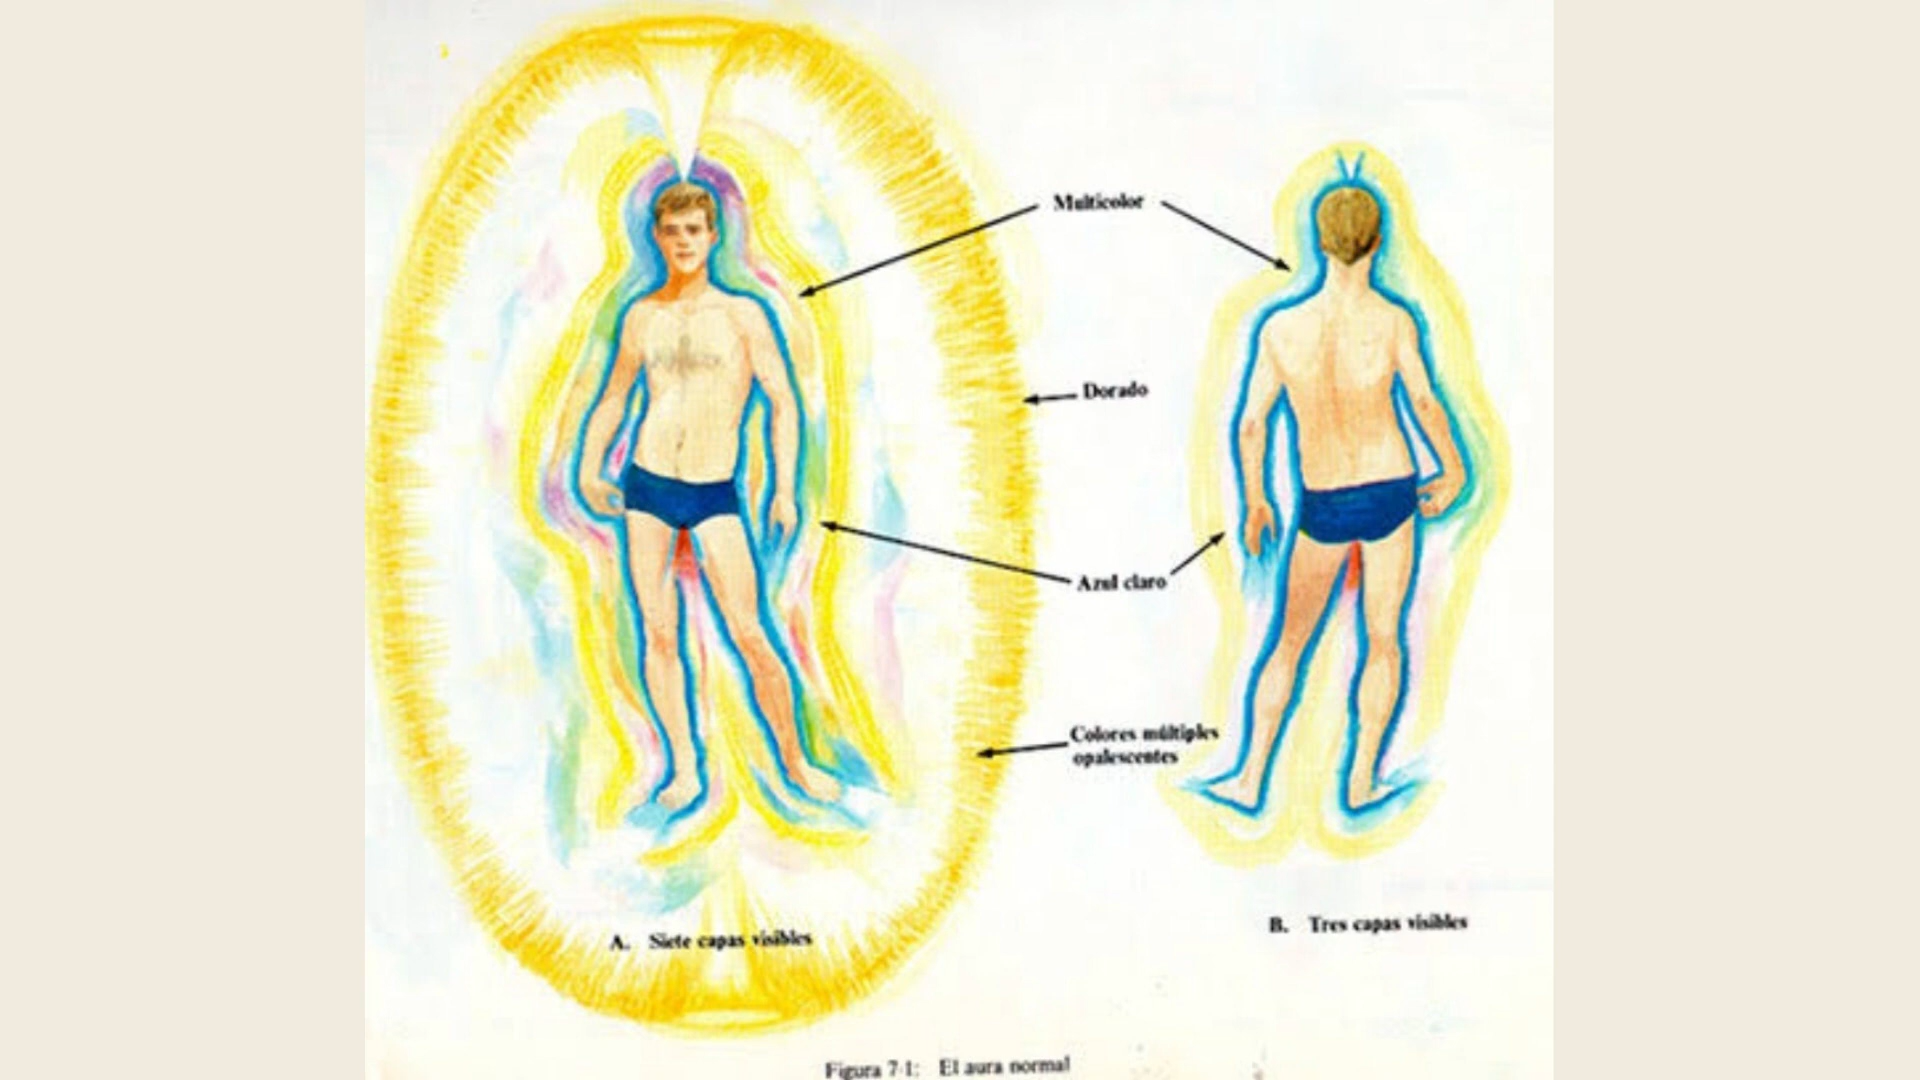 Multicolor
Dorado
Azul claro
Colores múltiples
opalescentes
A. Siete capas visibles
B. Tres capas visibles
Figura 7-1: El aura normal